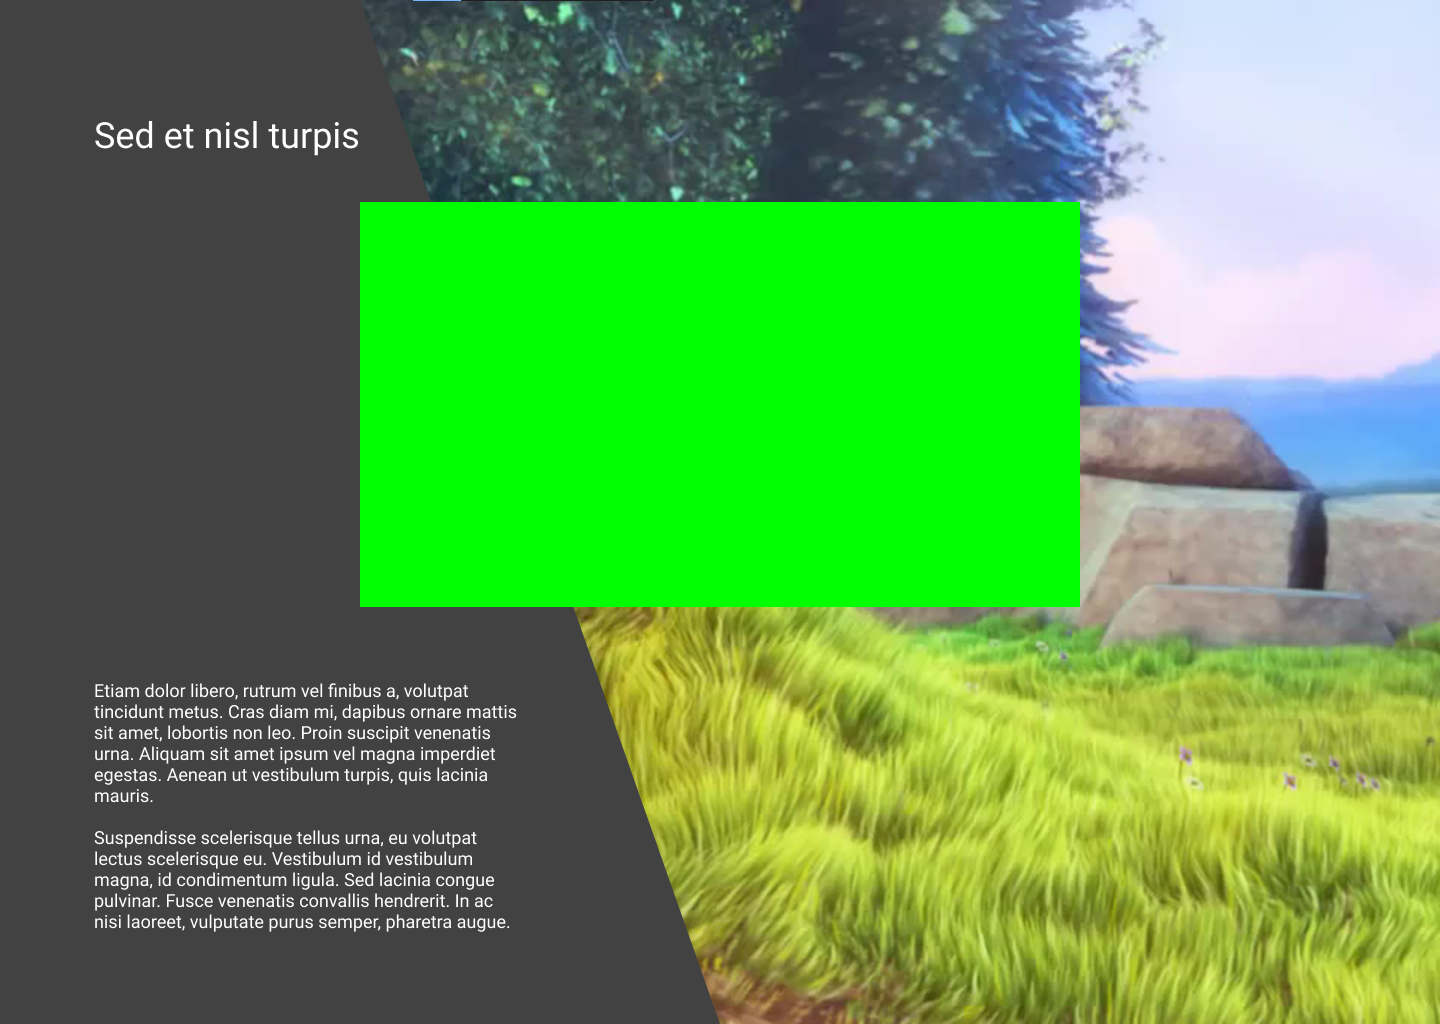 Sed et nisl turpis
Etiam dolor libero, rutrum vel finibus a, volutpat
tincidunt metus. Cras diam mi, dapibus ornare mattis
sit amet, lobortis non leo. Proin suscipit venenatis
urna. Aliquam sit amet ipsum vel magna imperdiet
egestas. Aenean ut vestibulum turpis, quis lacinia
mauris.
Suspendisse scelerisque tellus urna, eu volutpat
lectus scelerisque eu. Vestibulum id vestibulum
magna, id condimentum ligula. Sed lacinia congue
pulvinar. Fusce venenatis convallis hendrerit. In ac
nisi laoreet, vulputate purus semper, pharetra augue.